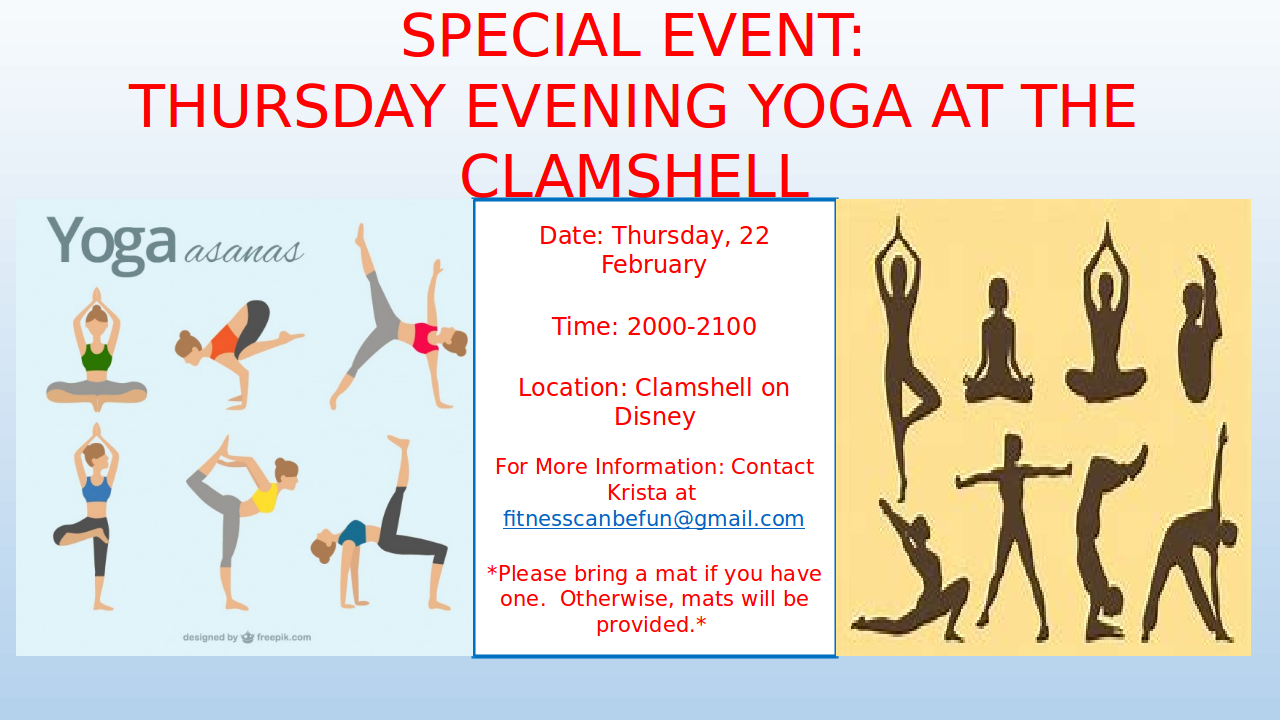 SPECIAL EVENT:
THURSDAY EVENING YOGA AT THE
CLAMSHELL
Yoga asanas
designed by freepik.com
Date: Thursday, 22
February
Time: 2000-2100
Location: Clamshell on
Disney
For More Information: Contact
Krista at
fitnesscanbefun@gmail.com
*Please bring a mat if you have
one.  Otherwise, mats will be
provided.*